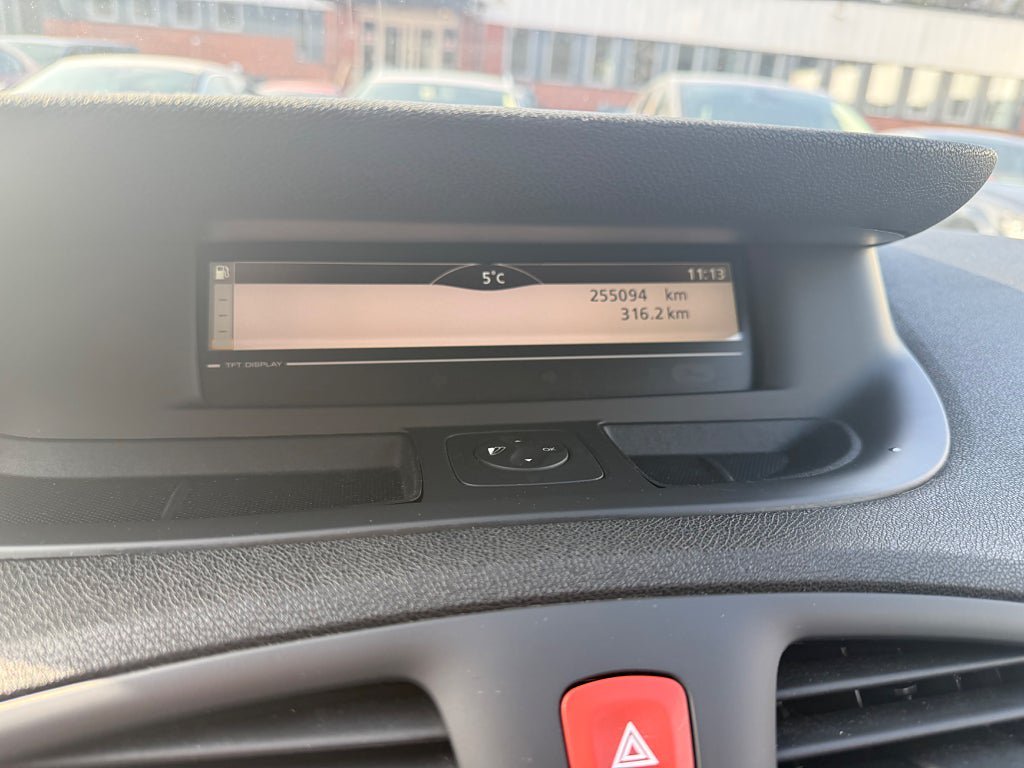 5°C
11:13
255094 km
316.2 km
TFT DISPLAY
OK